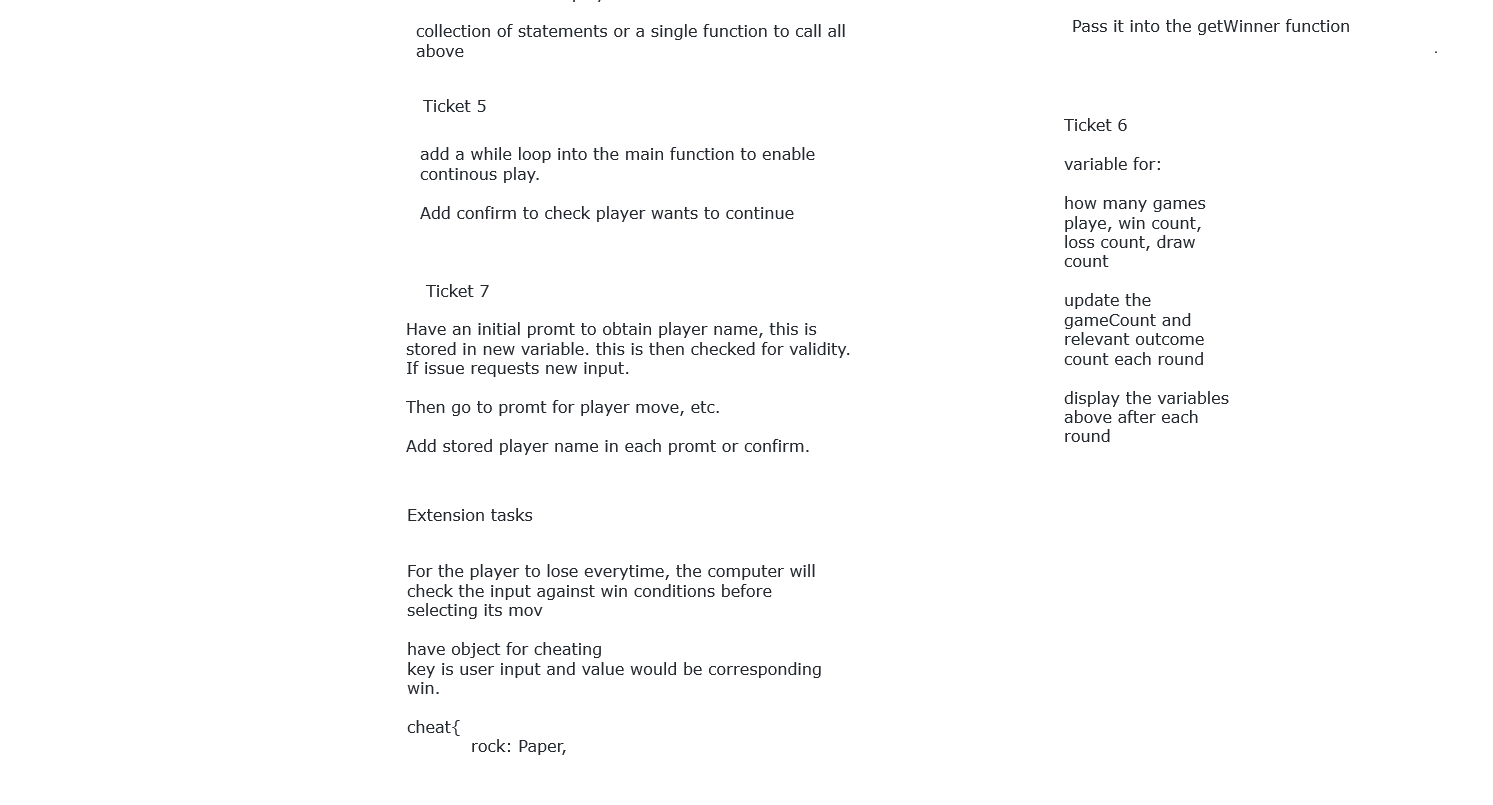 collection of statements or a single function to call all
above
Ticket 5
add a while loop into the main function to enable
continous play.
Add confirm to check player wants to continue
Ticket 7
Have an initial promt to obtain player name, this is
stored in new variable. this is then checked for validity.
If issue requests new input.
Then go to promt for player move, etc.
Add stored player name in each promt or confirm.
Extension tasks
For the player to lose everytime, the computer will
check the input against win conditions before
selecting its mov
have object for cheating
key is user input and value would be corresponding
win.
cheat{
rock: Paper,
Pass it into the getWinner function
.
Ticket 6
variable for:
how many games
playe, win count,
loss count, draw
count
update the
gameCount and
relevant outcome
count each round
display the variables
above after each
round